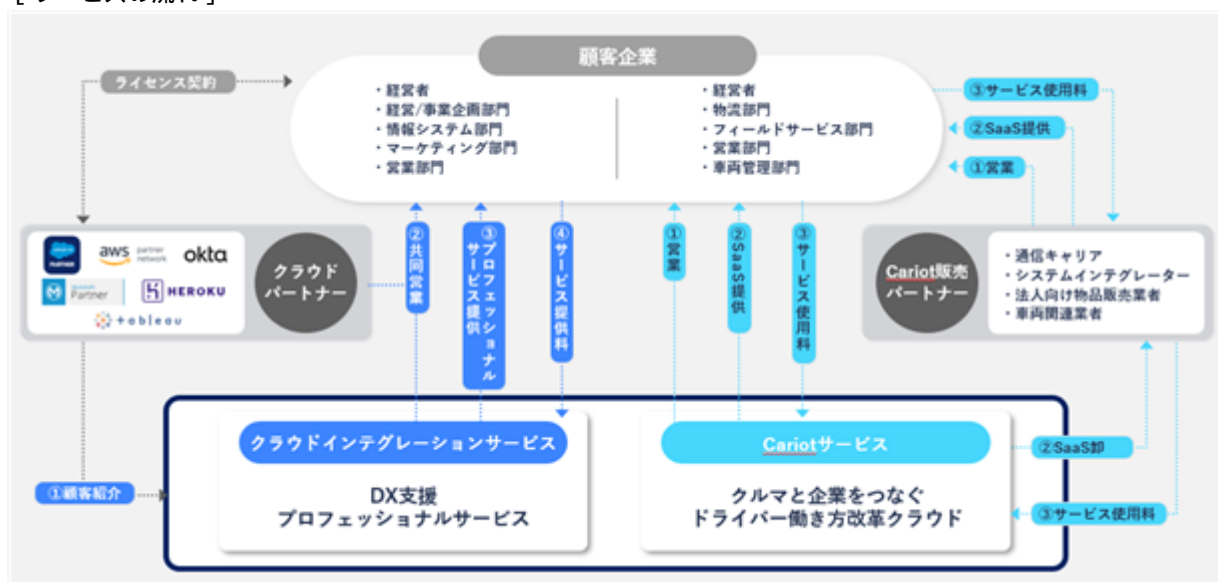 [サービスの流れ]
顧客企業
ライセンス契約
・経営者
・経営/事業企画部門
・情報システム部門
・マーケティング部門
・営業部門
・経営者
・物流部門
・フィールドサービス部門
・営業部門
・車両管理部門
③サービス使用料
②SaaS提供
①営業
aws partner network
okta
Partner
HEROKU
+ableau
クラウド
パートナー
②共同営業
③プロフェッショナル
サービス提供
④サービス提供料
①営業
②SaaS提供
③サービス使用料
Cariot販売
パートナー
・通信キャリア
・システムインテグレーター
・法人向け物品販売業者
・車両関連業者
クラウドインテグレーションサービス
DX支援
プロフェッショナルサービス
Cariotサービス
クルマと企業をつなぐ
ドライバー働き方改革クラウド
①顧客紹介
②SaaS卸
③サービス使用料